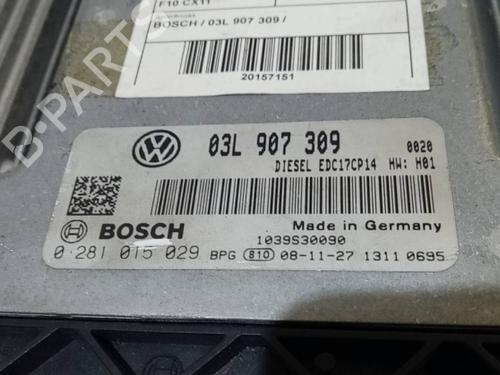 F10 CX11
BOSCH / 03L 907 309 /
20157151
B-PARTS
03L 907 309
0020
DIESEL EDC17CP14 HW: H01
BOSCH
Made in Germany
1039S30090
0 281 015 029 BPG 810 08-11-27 1311 0695